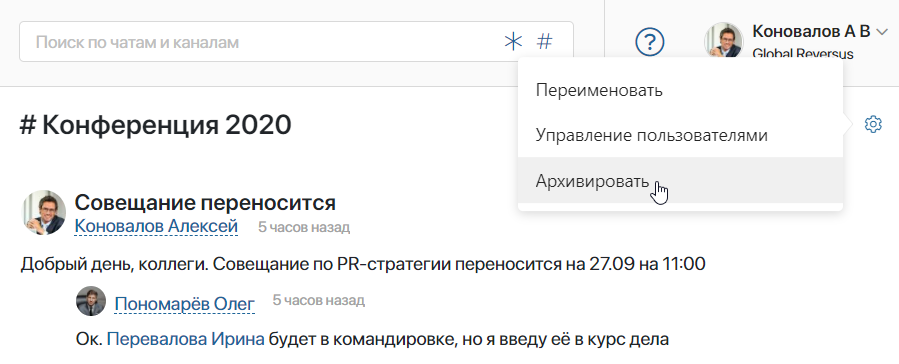 Поиск по чатам и каналам
Коновалов А В
Global Reversus
Переименовать
Управление пользователями
Архивировать
# Конференция 2020
Совещание переносится
Коновалов Алексей 5 часов назад
Добрый день, коллеги. Совещание по PR-стратегии переносится на 27.09 на 11:00
Пономарёв Олег 5 часов назад
Ок. Перевалова Ирина будет в командировке, но я введу её в курс дела